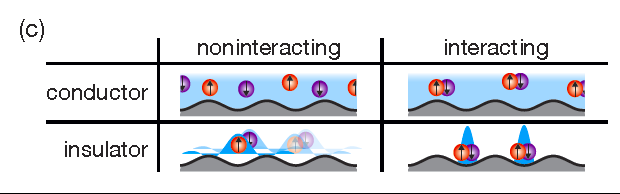 (c)
noninteracting interacting
conductor
insulator